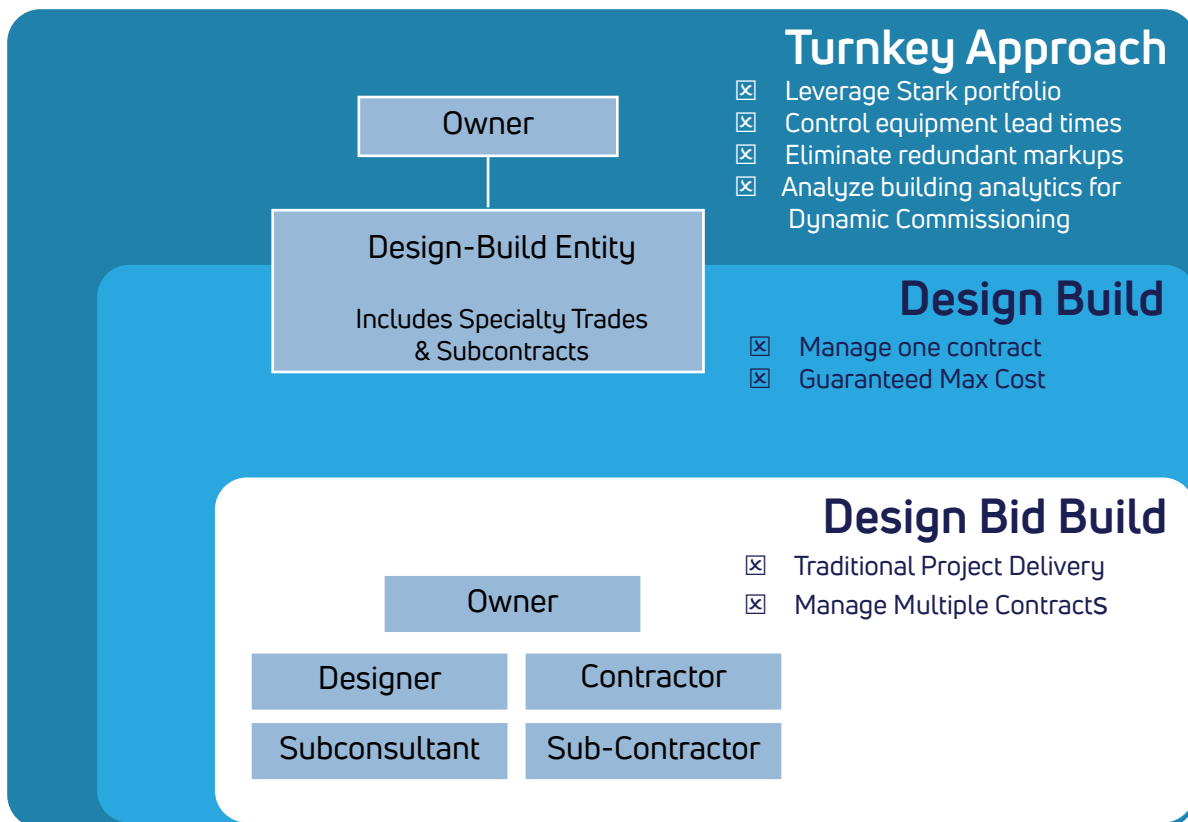 Turnkey Approach
☒ Leverage Stark portfolio
☒ Control equipment lead times
☒ Eliminate redundant markups
☒ Analyze building analytics for
Dynamic Commissioning
Owner
Design-Build Entity
Includes Specialty Trades
& Subcontracts
Design Build
☒ Manage one contract
☒ Guaranteed Max Cost
Design Bid Build
☒ Traditional Project Delivery
☒ Manage Multiple Contracts
Owner
Designer
Contractor
Subconsultant
Sub-Contractor